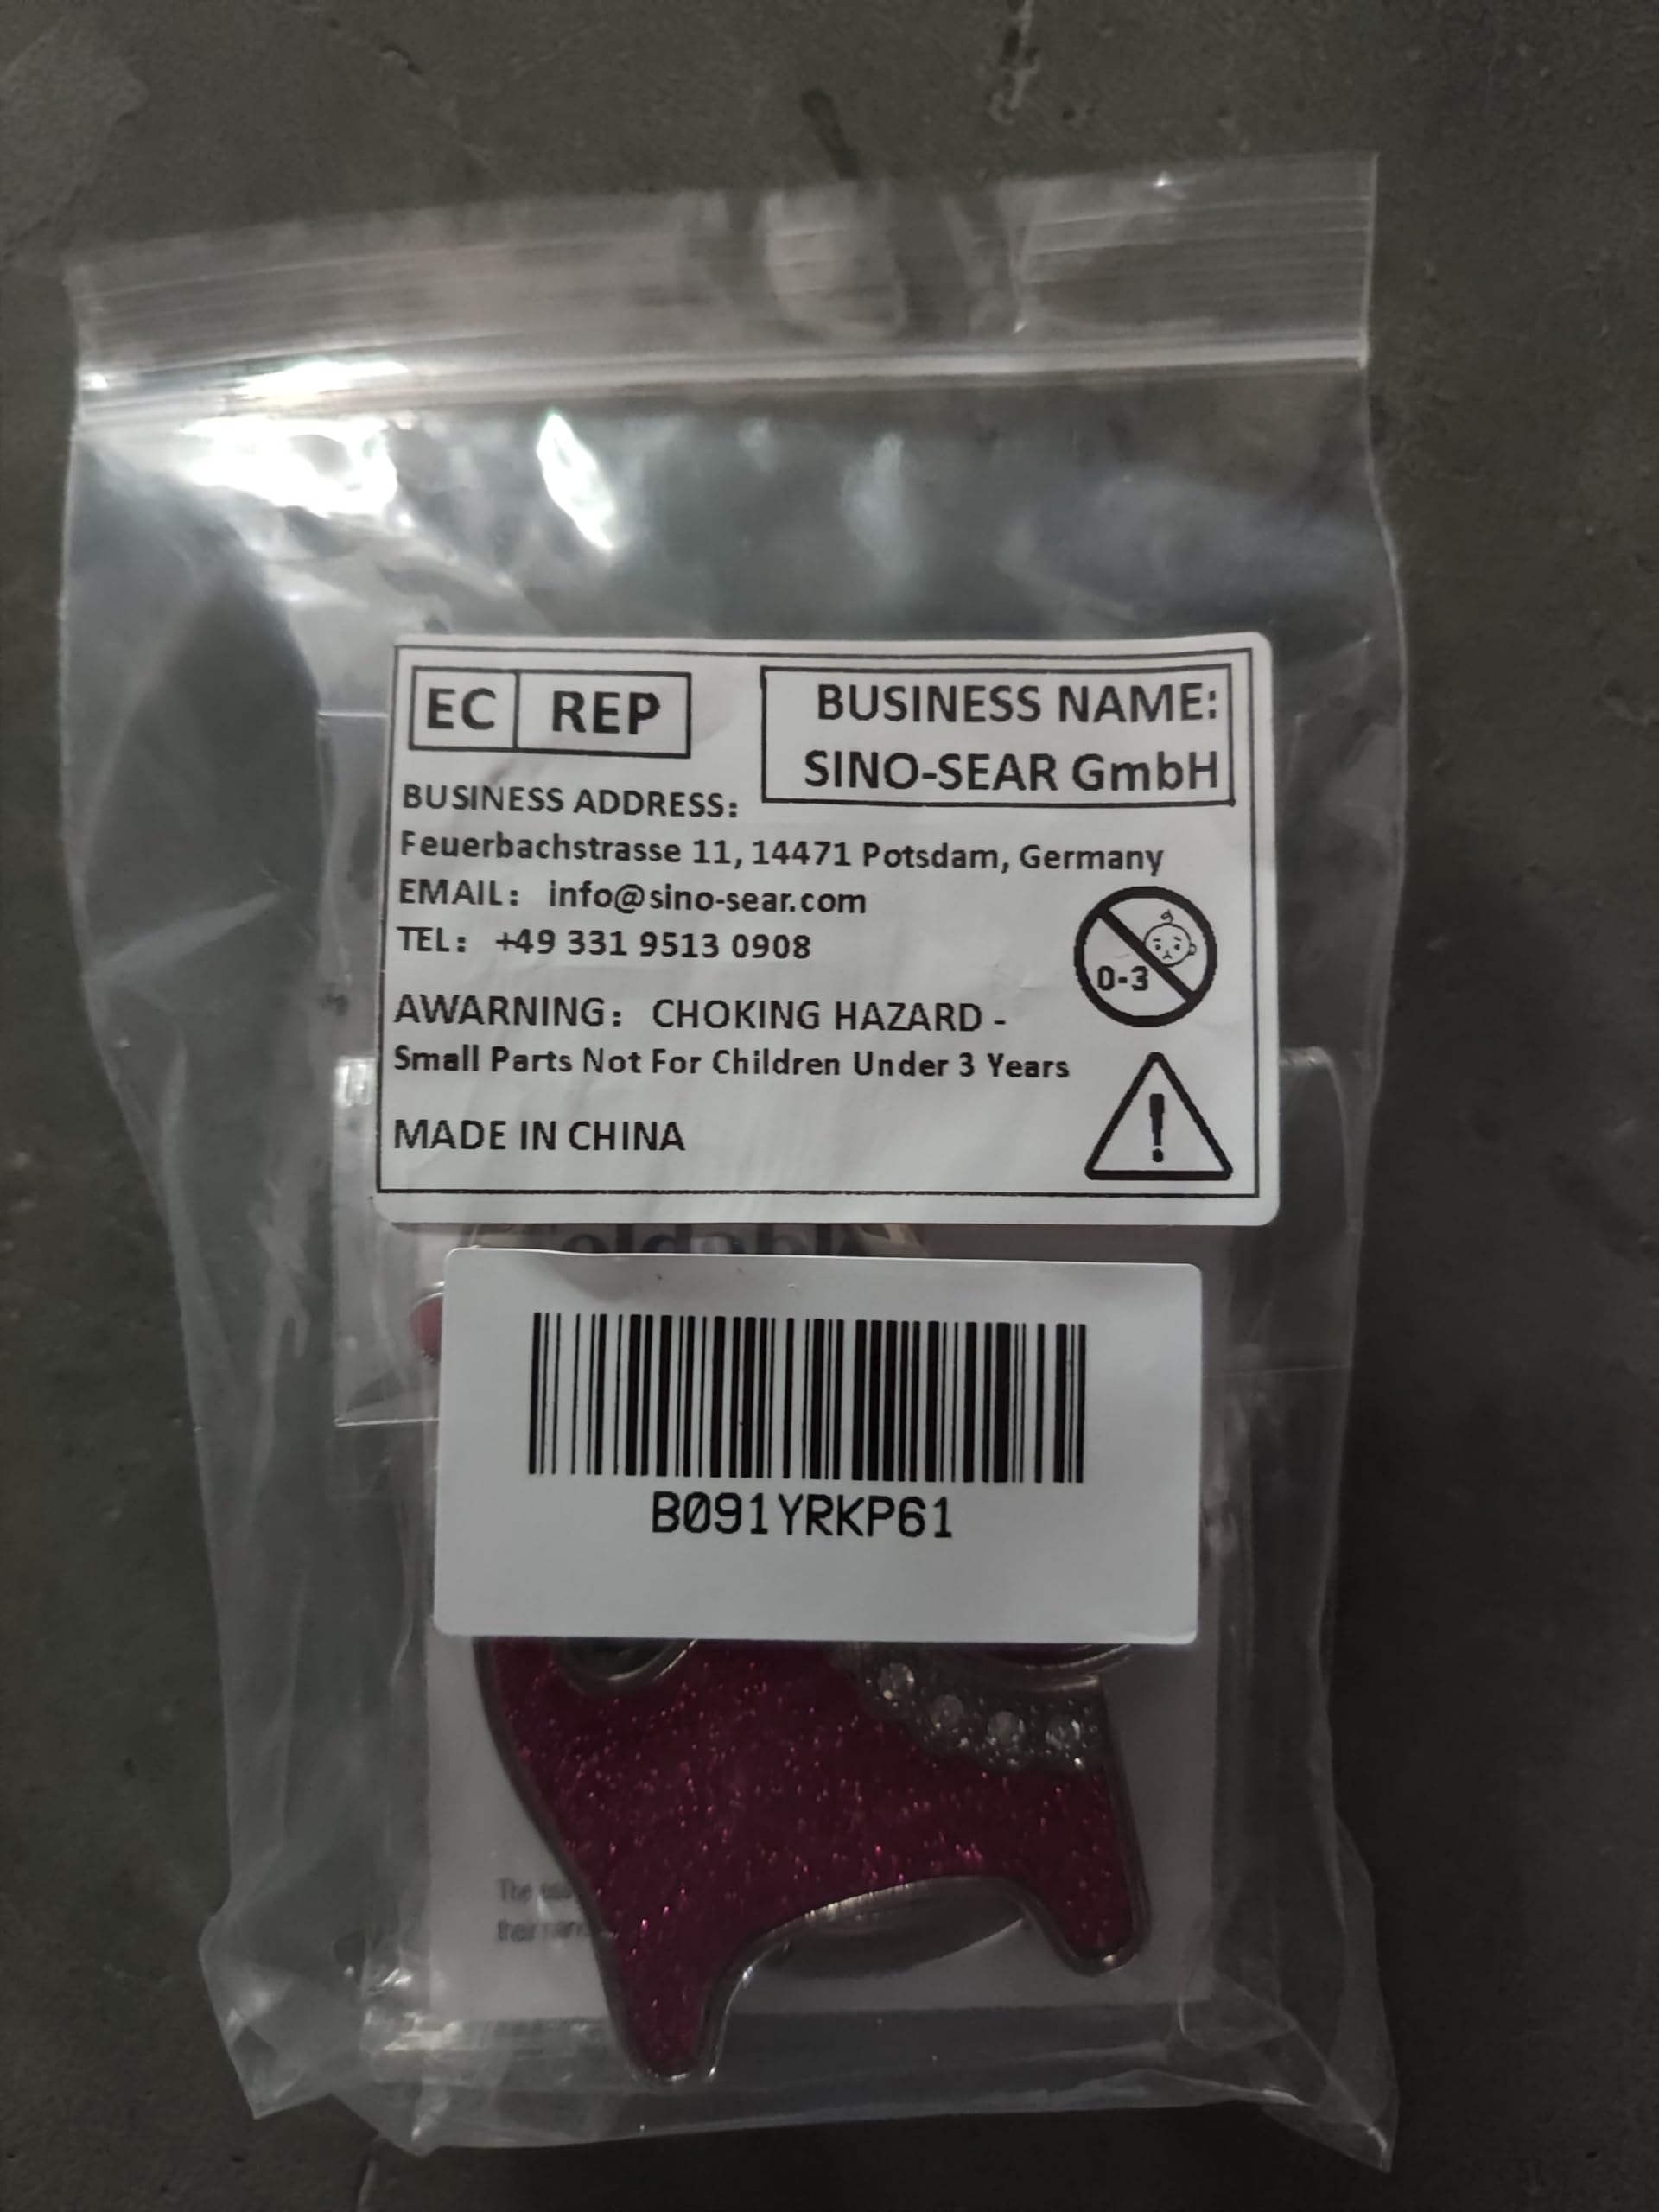 EC REP
BUSINESS NAME:
SINO-SEAR GmbH
BUSINESS ADDRESS:
Feuerbachstrasse 11, 14471 Potsdam, Germany
EMAIL: info@sino-sear.com
TEL: +49 331 9513 0908
0-3
AWARNING: CHOKING HAZARD -
Small Parts Not For Children Under 3 Years
!
MADE IN CHINA
B091YRKP61
The
their